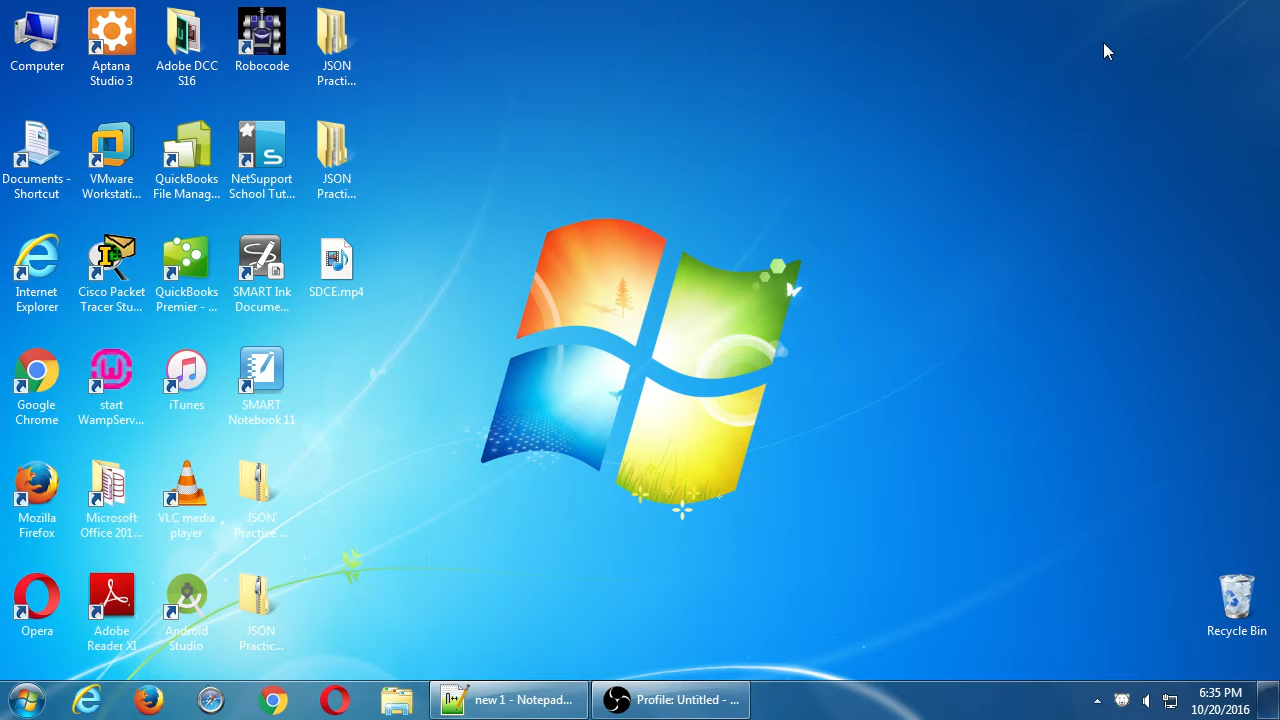 Computer
Aptana
Studio 3
Adobe DCC
S16
Robocode
JSON
Practi...
Documents -
Shortcut
VMware
Workstati...
QuickBooks
File Manag...
NetSupport
School Tut...
JSON
Practi...
Internet
Explorer
Cisco Packet
Tracer Stu...
QuickBooks
Premier - ...
SMART Ink
Docume...
SDCE.mp4
Google
Chrome
start
WampServ...
iTunes
SMART
Notebook 11
Mozilla
Firefox
Microsoft
Office 201...
VLC media
player
JSON
Practice ...
Opera
Adobe
Reader XI
Android
Studio
JSON
Practic...
Recycle Bin
new 1 - Notepad...
Profile: Untitled - ...
6:35 PM
10/20/2016